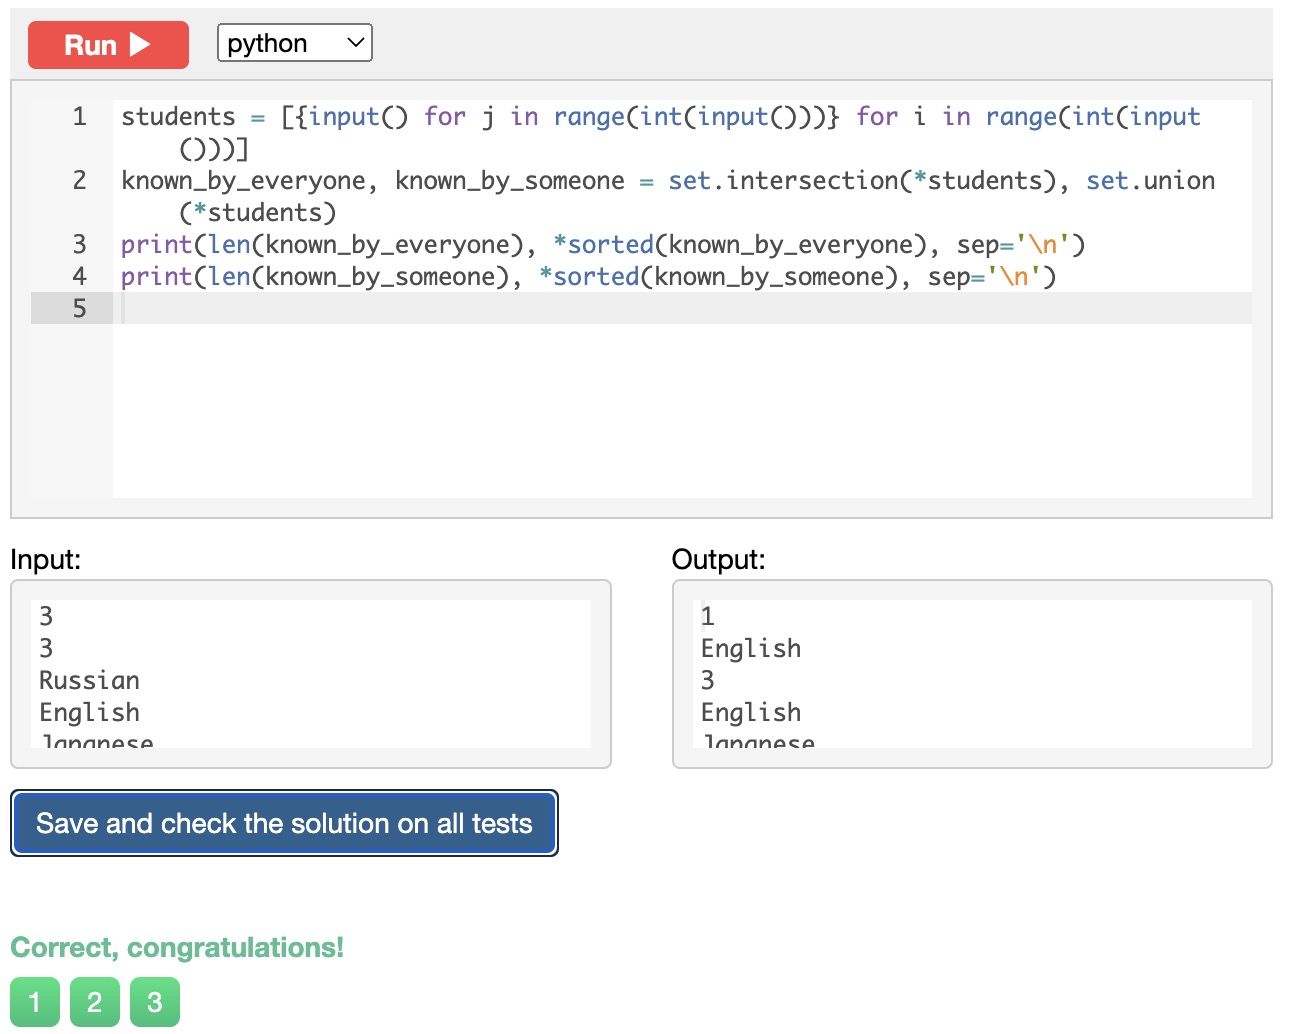 Run
python
1 students = [{input() for j in range(int(input()))} for i in range(int(input
()))]
2 known_by_everyone, known_by_someone = set.intersection(*students), set.union
(*students)
3 print(len(known_by_everyone), *sorted(known_by_everyone), sep='\n')
4 print(len(known_by_someone), *sorted(known_by_someone), sep='\n')
5
Input:
3
3
Russian
English
Japanese
Output:
1
English
3
English
Japanese
Save and check the solution on all tests
Correct, congratulations!
1 2 3